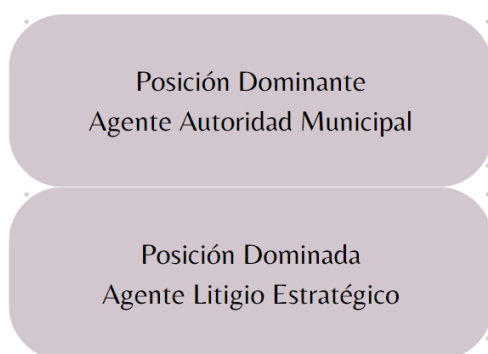 Posición Dominante
Agente Autoridad Municipal
Posición Dominada
Agente Litigio Estratégico